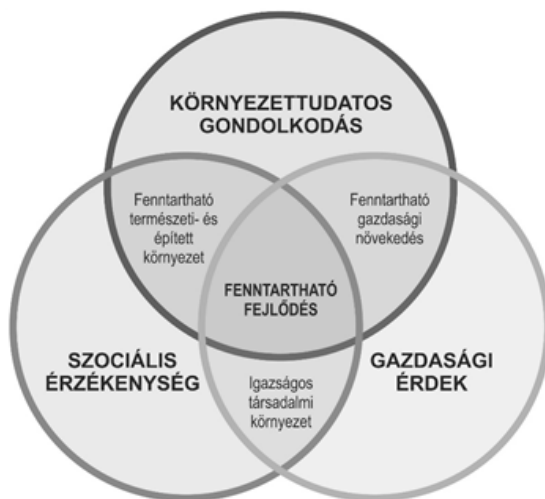 KÖRNYEZETTUDATOS
GONDOLKODÁS
Fenntartható
természeti- és
épített
környezet
Fenntartható
gazdasági
növekedés
FENNTARTHATÓ
FEJLŐDÉS
SZOCIÁLIS
ÉRZÉKENYSÉG
GAZDASÁGI
ÉRDEK
Igazságos
társadalmi
környezet